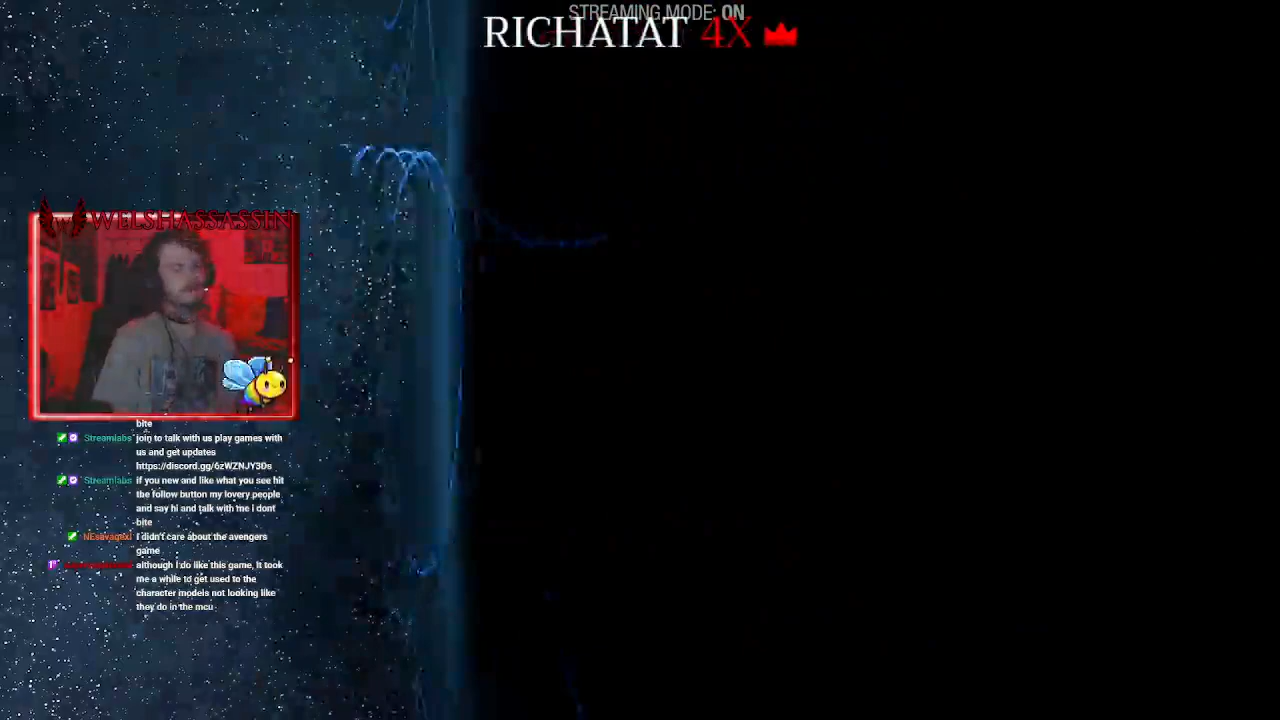 STREAMING MODE: ON
RICHATAT 4X
WELSHASSASSIN
bite
Streamlabs join to talk with us play games with
us and get updates
https://discord.gg/6zWZNJY3Ds
Streamlabs if you new and like what you see hit
the follow button my lovery people
and say hi and talk with me i dont
bite
NEsavagexl I didn't care about the avengers
game
although I do like this game, it took
me a while to get used to the
character models not looking like
they do in the mcu